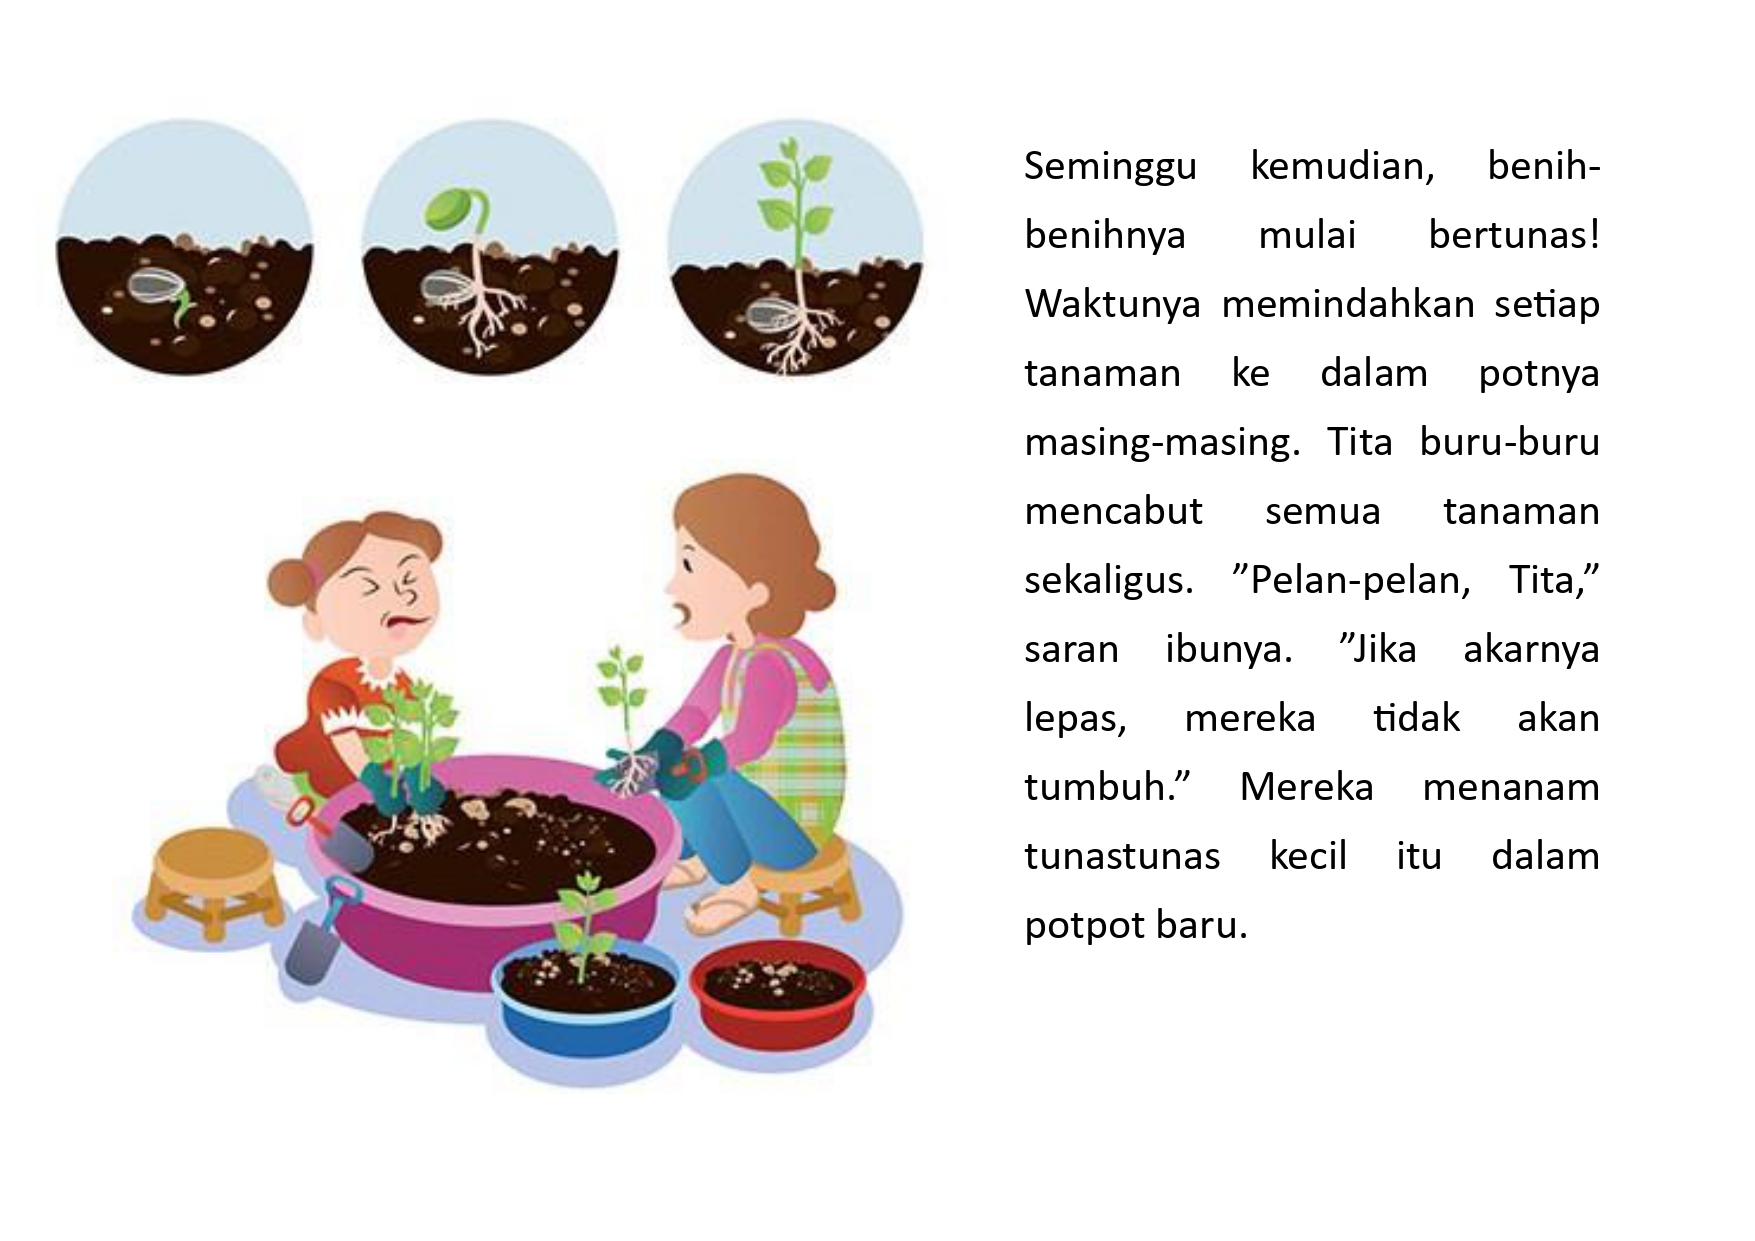 Seminggu kemudian, benih-
benihnya mulai bertunas!
Waktunya memindahkan setiap
tanaman ke dalam potnya
masing-masing. Tita buru-buru
mencabut semua tanaman
sekaligus. ”Pelan-pelan, Tita,”
saran ibunya. ”Jika akarnya
lepas, mereka tidak akan
tumbuh.” Mereka menanam
tunastunas kecil itu dalam
potpot baru.